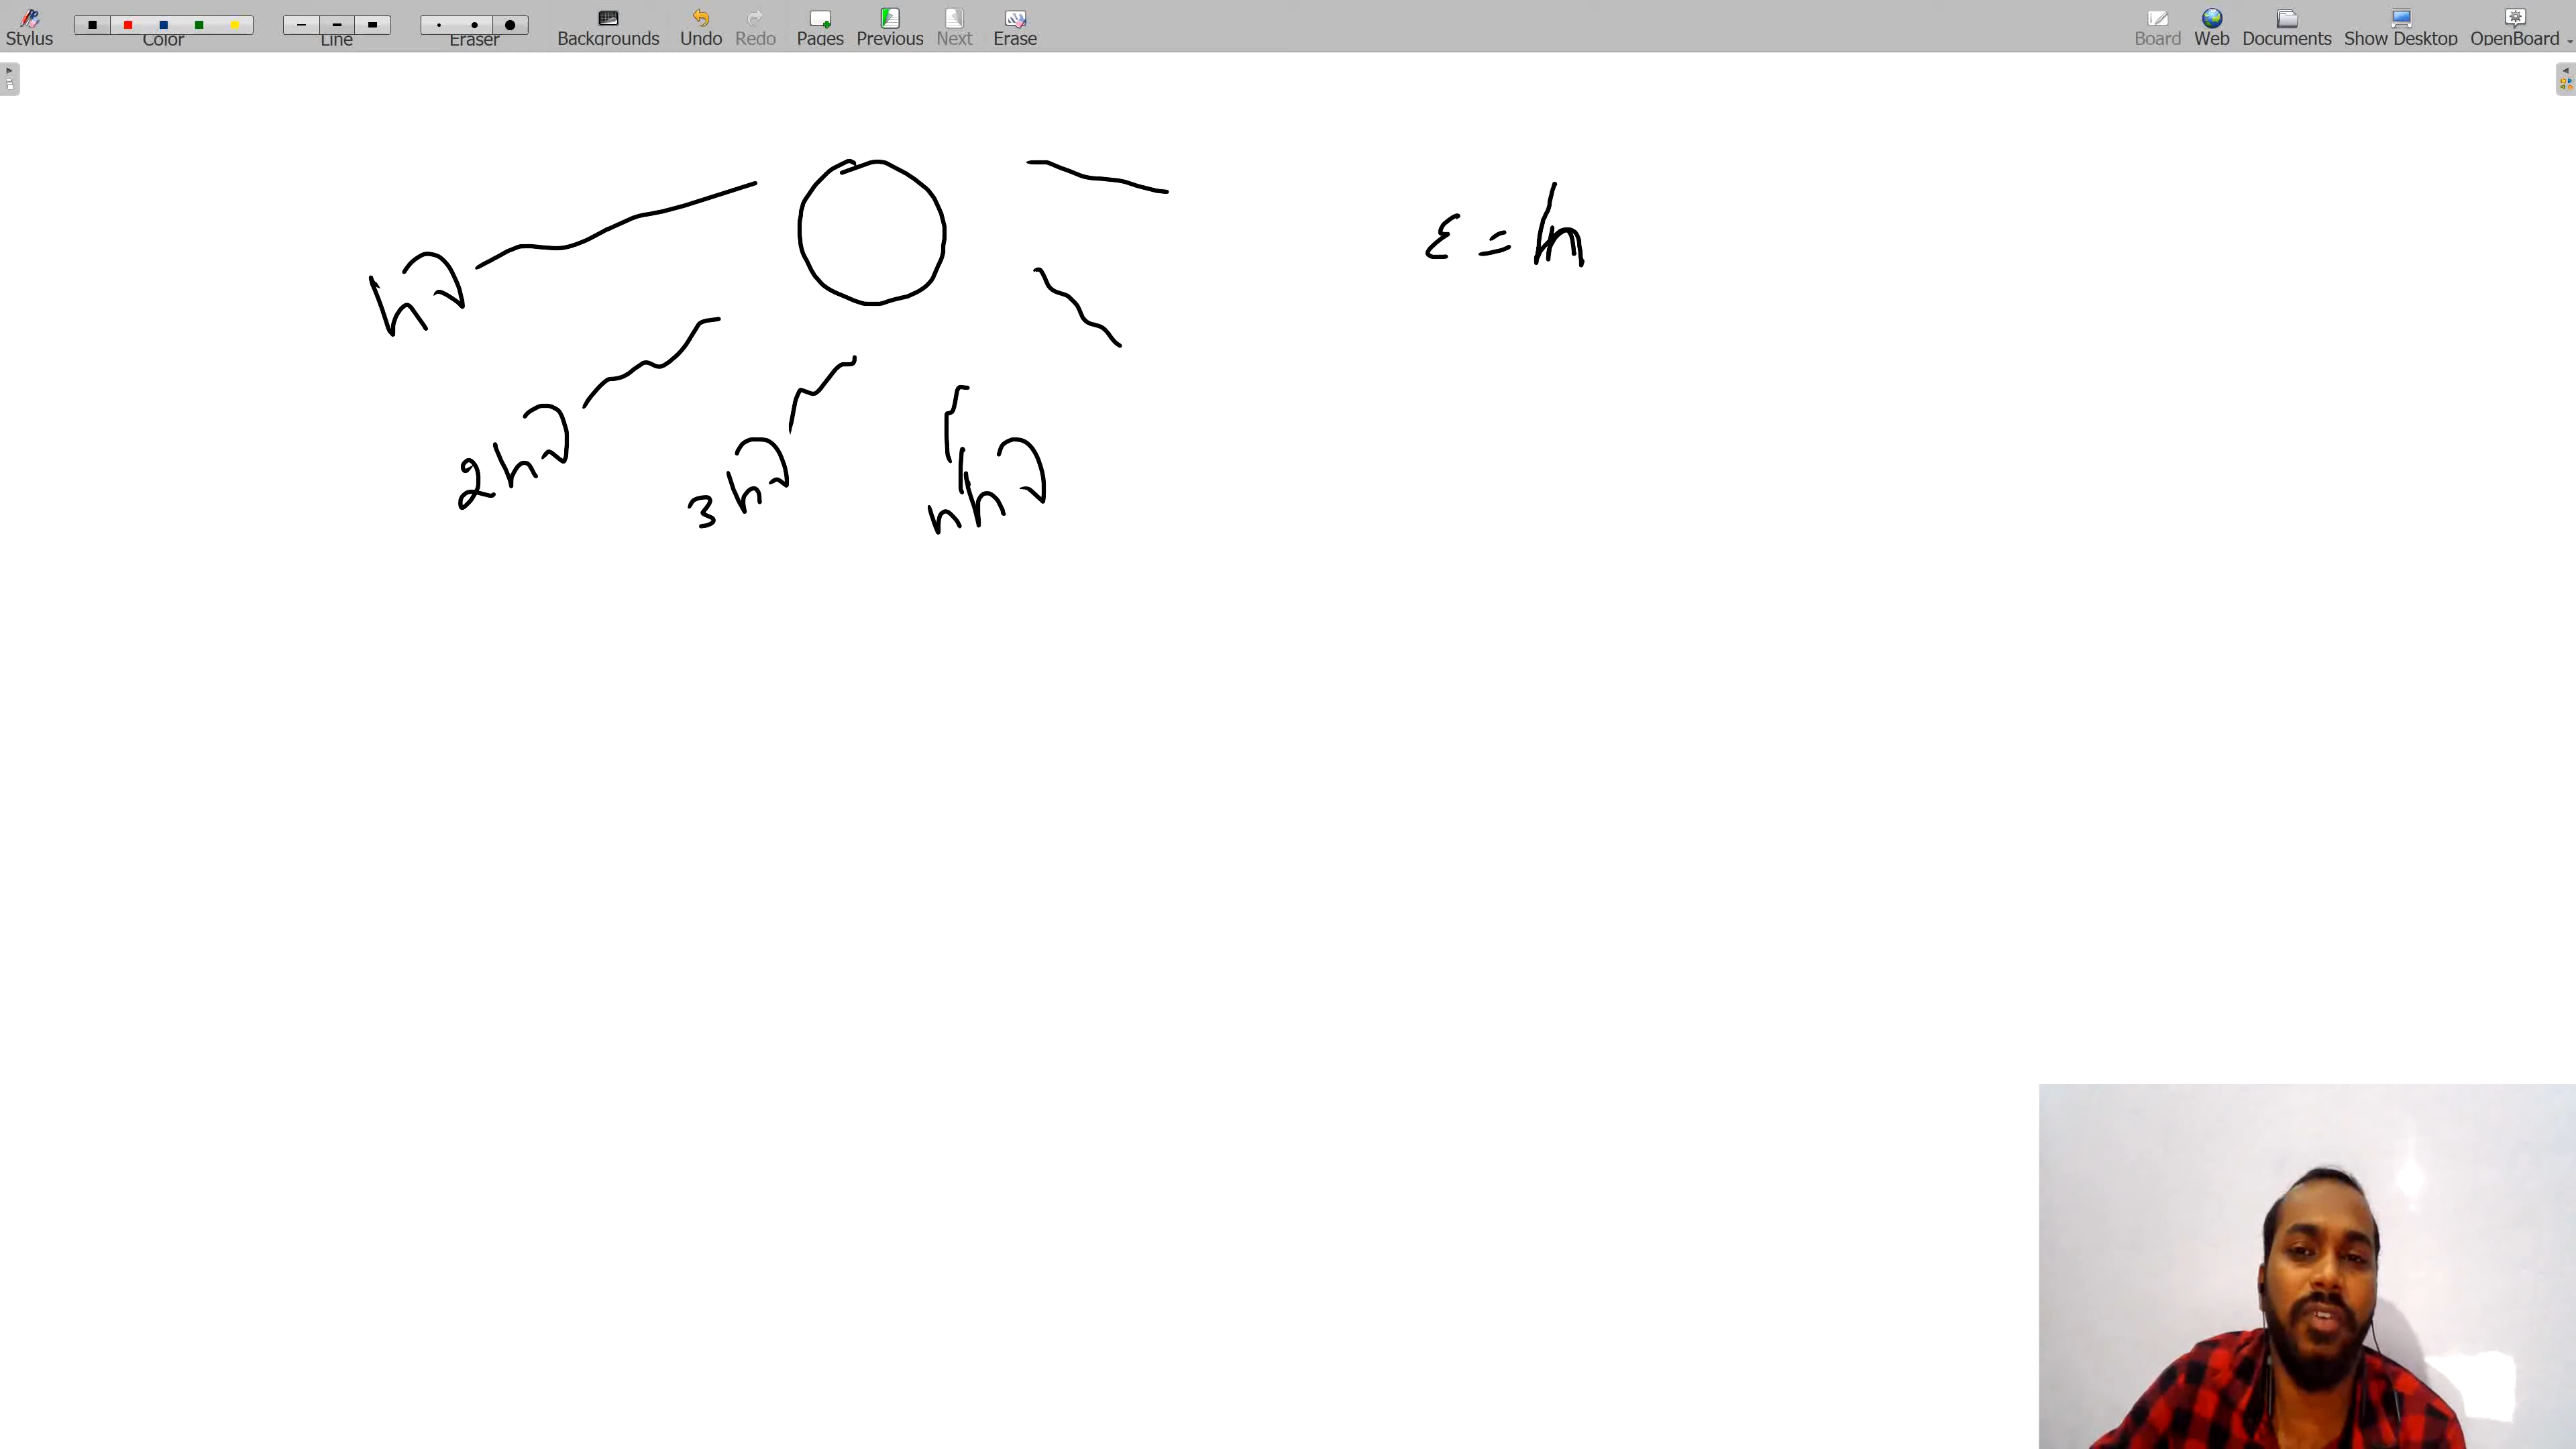 Stylus Color Line Eraser Backgrounds Undo Redo Pages Previous Next Erase Board Web Documents Show Desktop OpenBoard
hν
2hν
3hν
nhν
ε = h